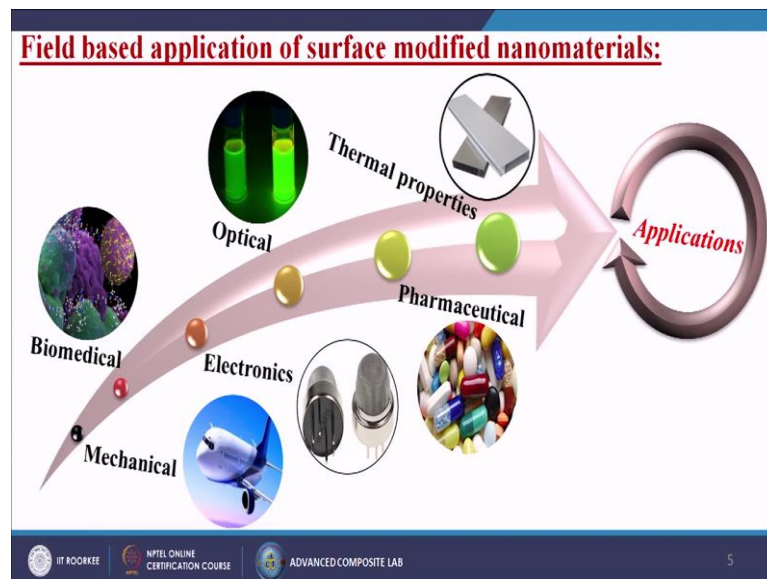 Field based application of surface modified nanomaterials:
Thermal properties
Optical
Applications
Biomedical
Pharmaceutical
Electronics
Mechanical
IIT ROORKEE
NPTEL ONLINE
CERTIFICATION COURSE
ADVANCED COMPOSITE LAB
5